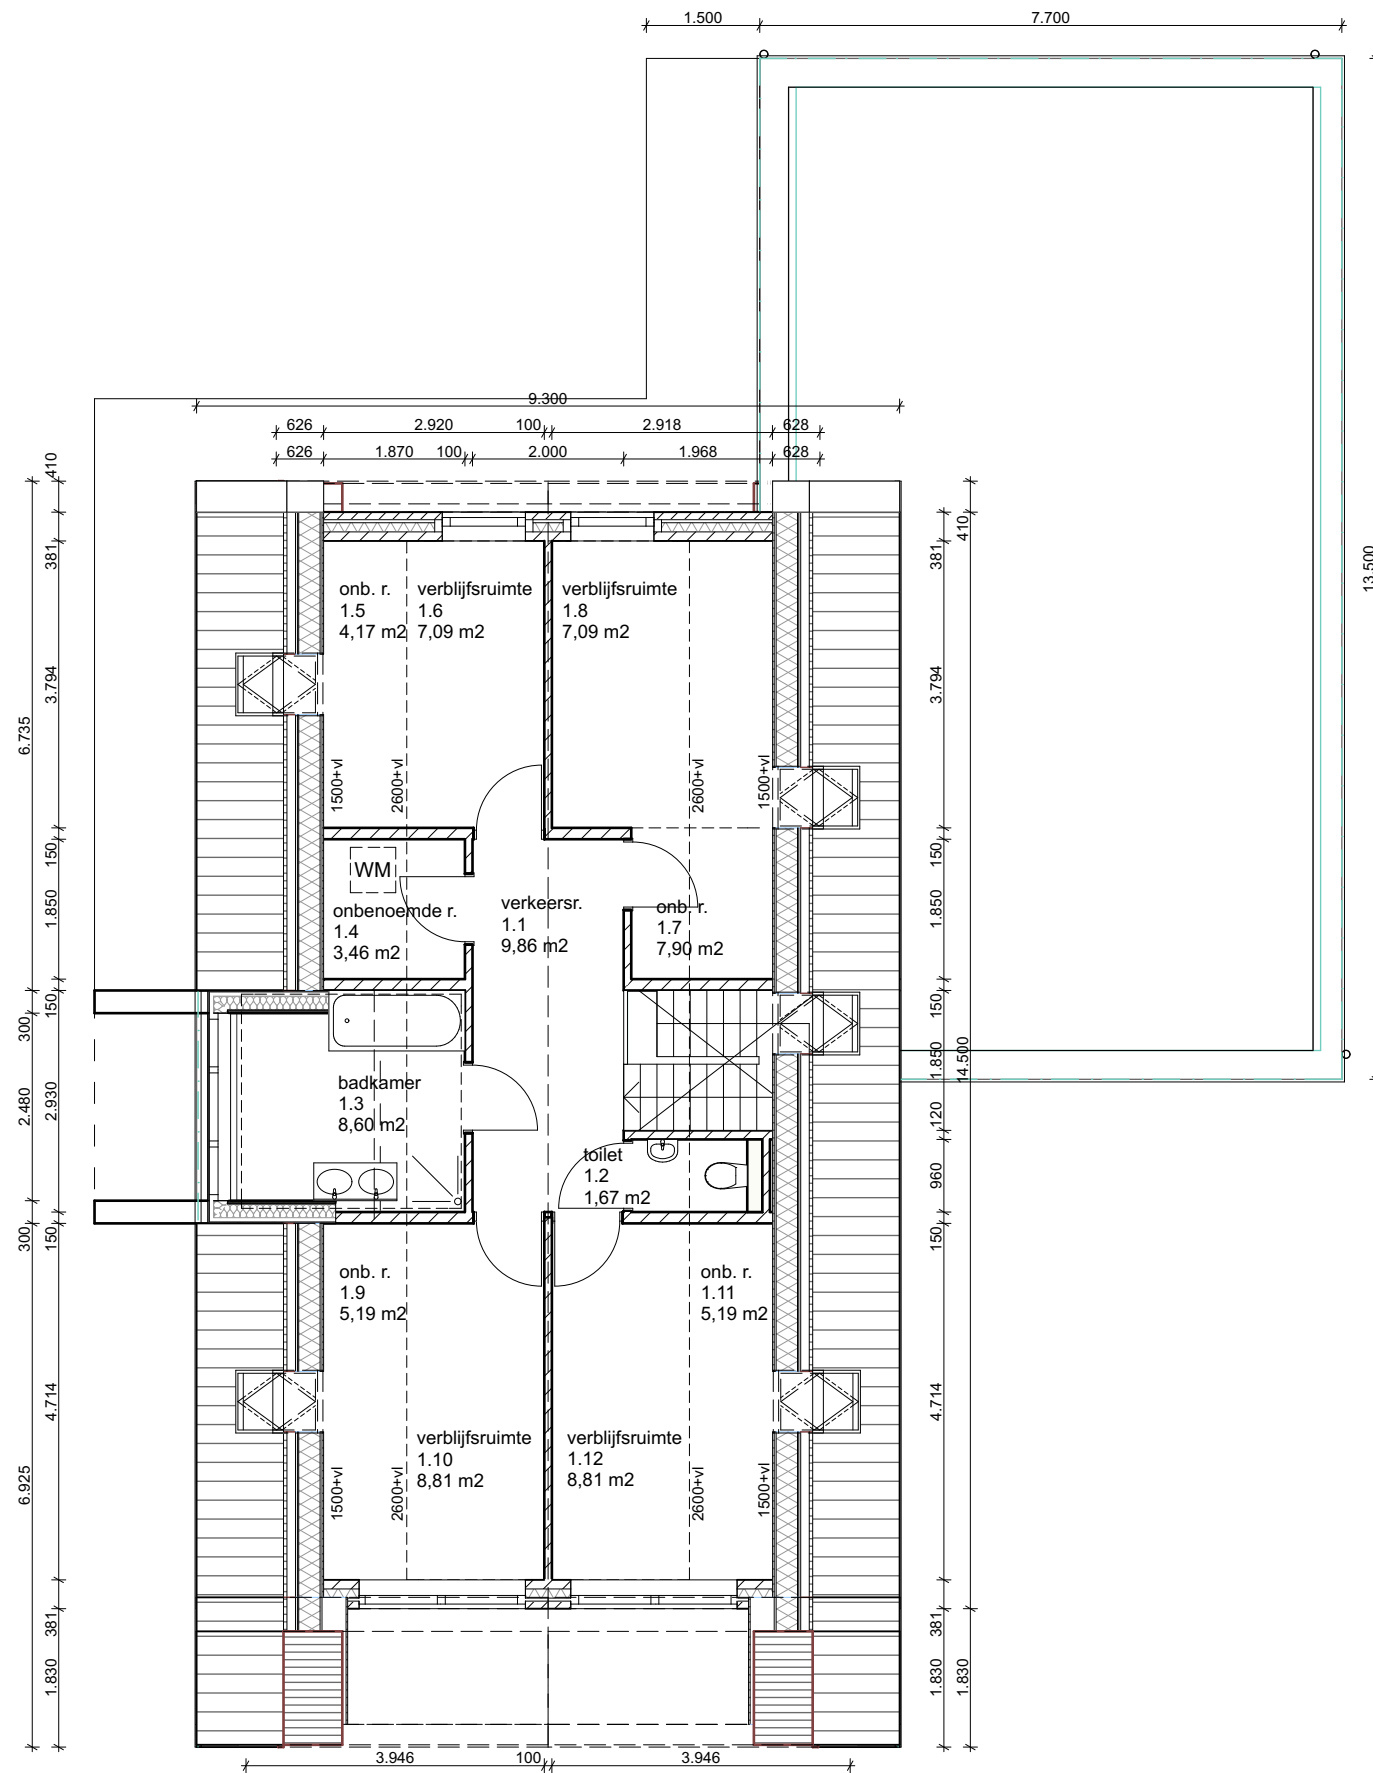 1.500
7.700
13.500
9.300
626
2.920
100
2.918
628
626
1.870
100
2.000
1.968
628
410
381
3.794
6.735
150
1.850
150
300
2.480
2.930
300
150
4.714
6.925
381
1.830
410
381
3.794
150
1.850
150
1.850
14.500
120
960
150
4.714
381
1.830
1.830
onb. r.
1.5
4,17 m2
verblijfsruimte
1.6
7,09 m2
verblijfsruimte
1.8
7,09 m2
1500+vl
2600+vl
2600+vl
1500+vl
WM
onbenoemde r.
1.4
3,46 m2
verkeersr.
1.1
9,86 m2
onb. r.
1.7
7,90 m2
badkamer
1.3
8,60 m2
toilet
1.2
1,67 m2
onb. r.
1.9
5,19 m2
onb. r.
1.11
5,19 m2
verblijfsruimte
1.10
8,81 m2
verblijfsruimte
1.12
8,81 m2
1500+vl
2600+vl
2600+vl
1500+vl
3.946
100
3.946